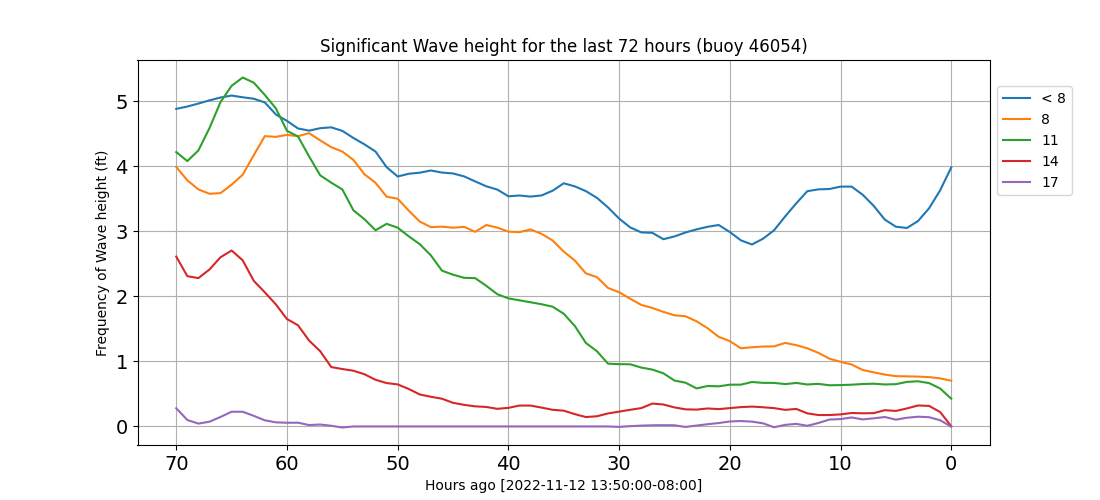 Significant Wave height for the last 72 hours (buoy 46054)
Frequency of Wave height (ft)
5
4
3
2
1
0
70 60 50 40 30 20 10 0
Hours ago [2022-11-12 13:50:00-08:00]
< 8
8
11
14
17